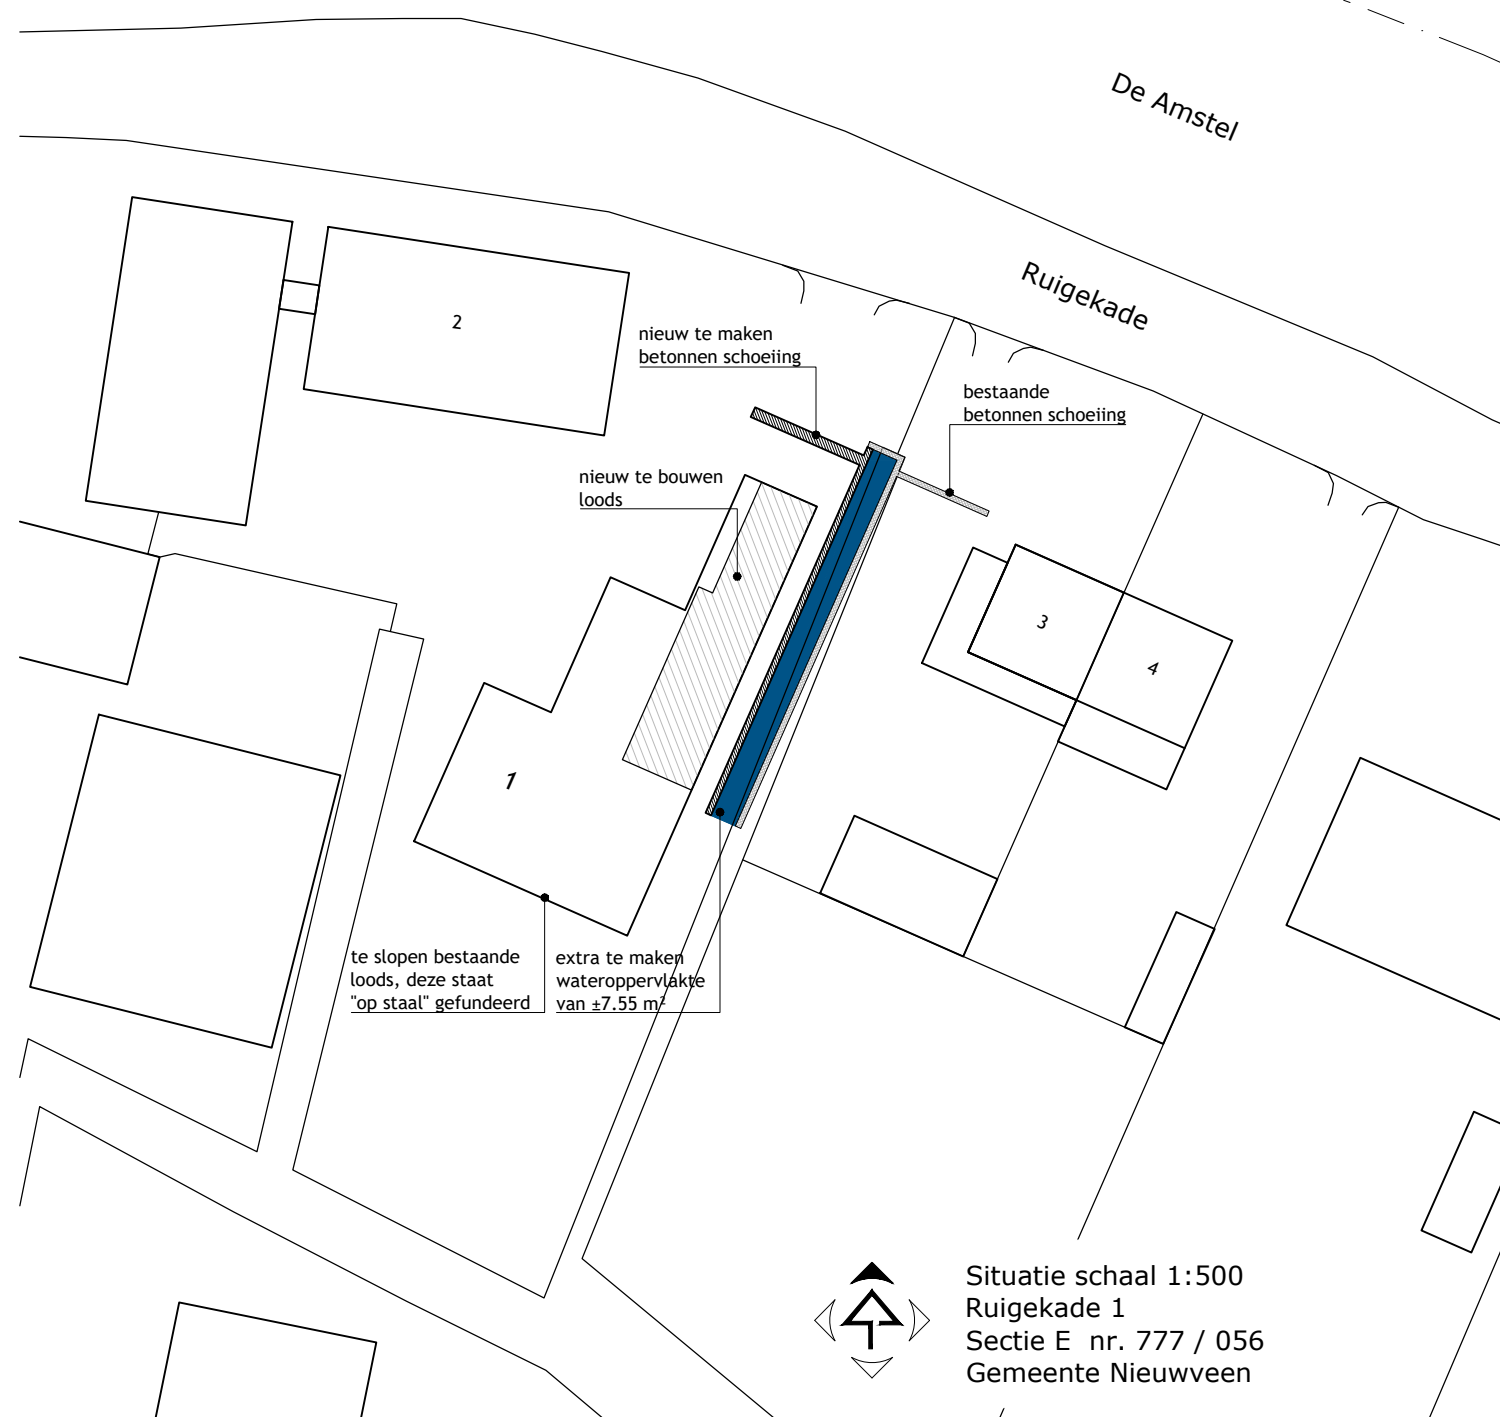 De Amstel
Ruigekade
2
nieuw te maken
betonnen schoeiing
bestaande
betonnen schoeiing
nieuw te bouwen
loods
3
4
1
te slopen bestaande
loods, deze staat
"op staal" gefundeerd
extra te maken
wateroppervlakte
van ±7.55 m²
Situatie schaal 1:500
Ruigekade 1
Sectie E nr. 777 / 056
Gemeente Nieuwveen